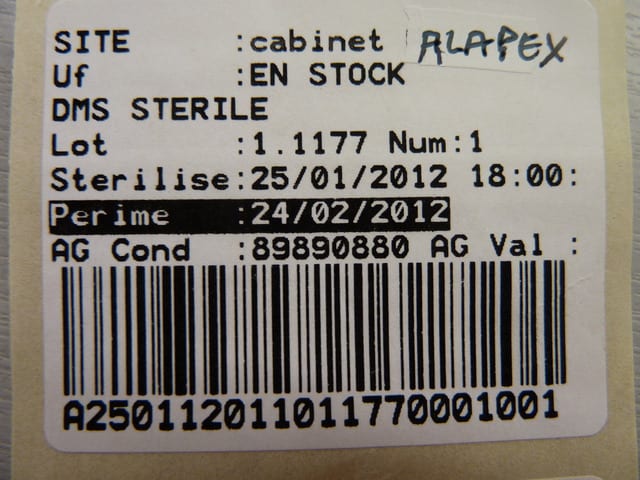 SITE :cabinet ALAPEX
Uf :EN STOCK
DMS STERILE
Lot :1.1177 Num:1
Sterilise:25/01/2012 18:00:
Perime :24/02/2012
AG Cond :89890880 AG Val :
A250112011011770001001